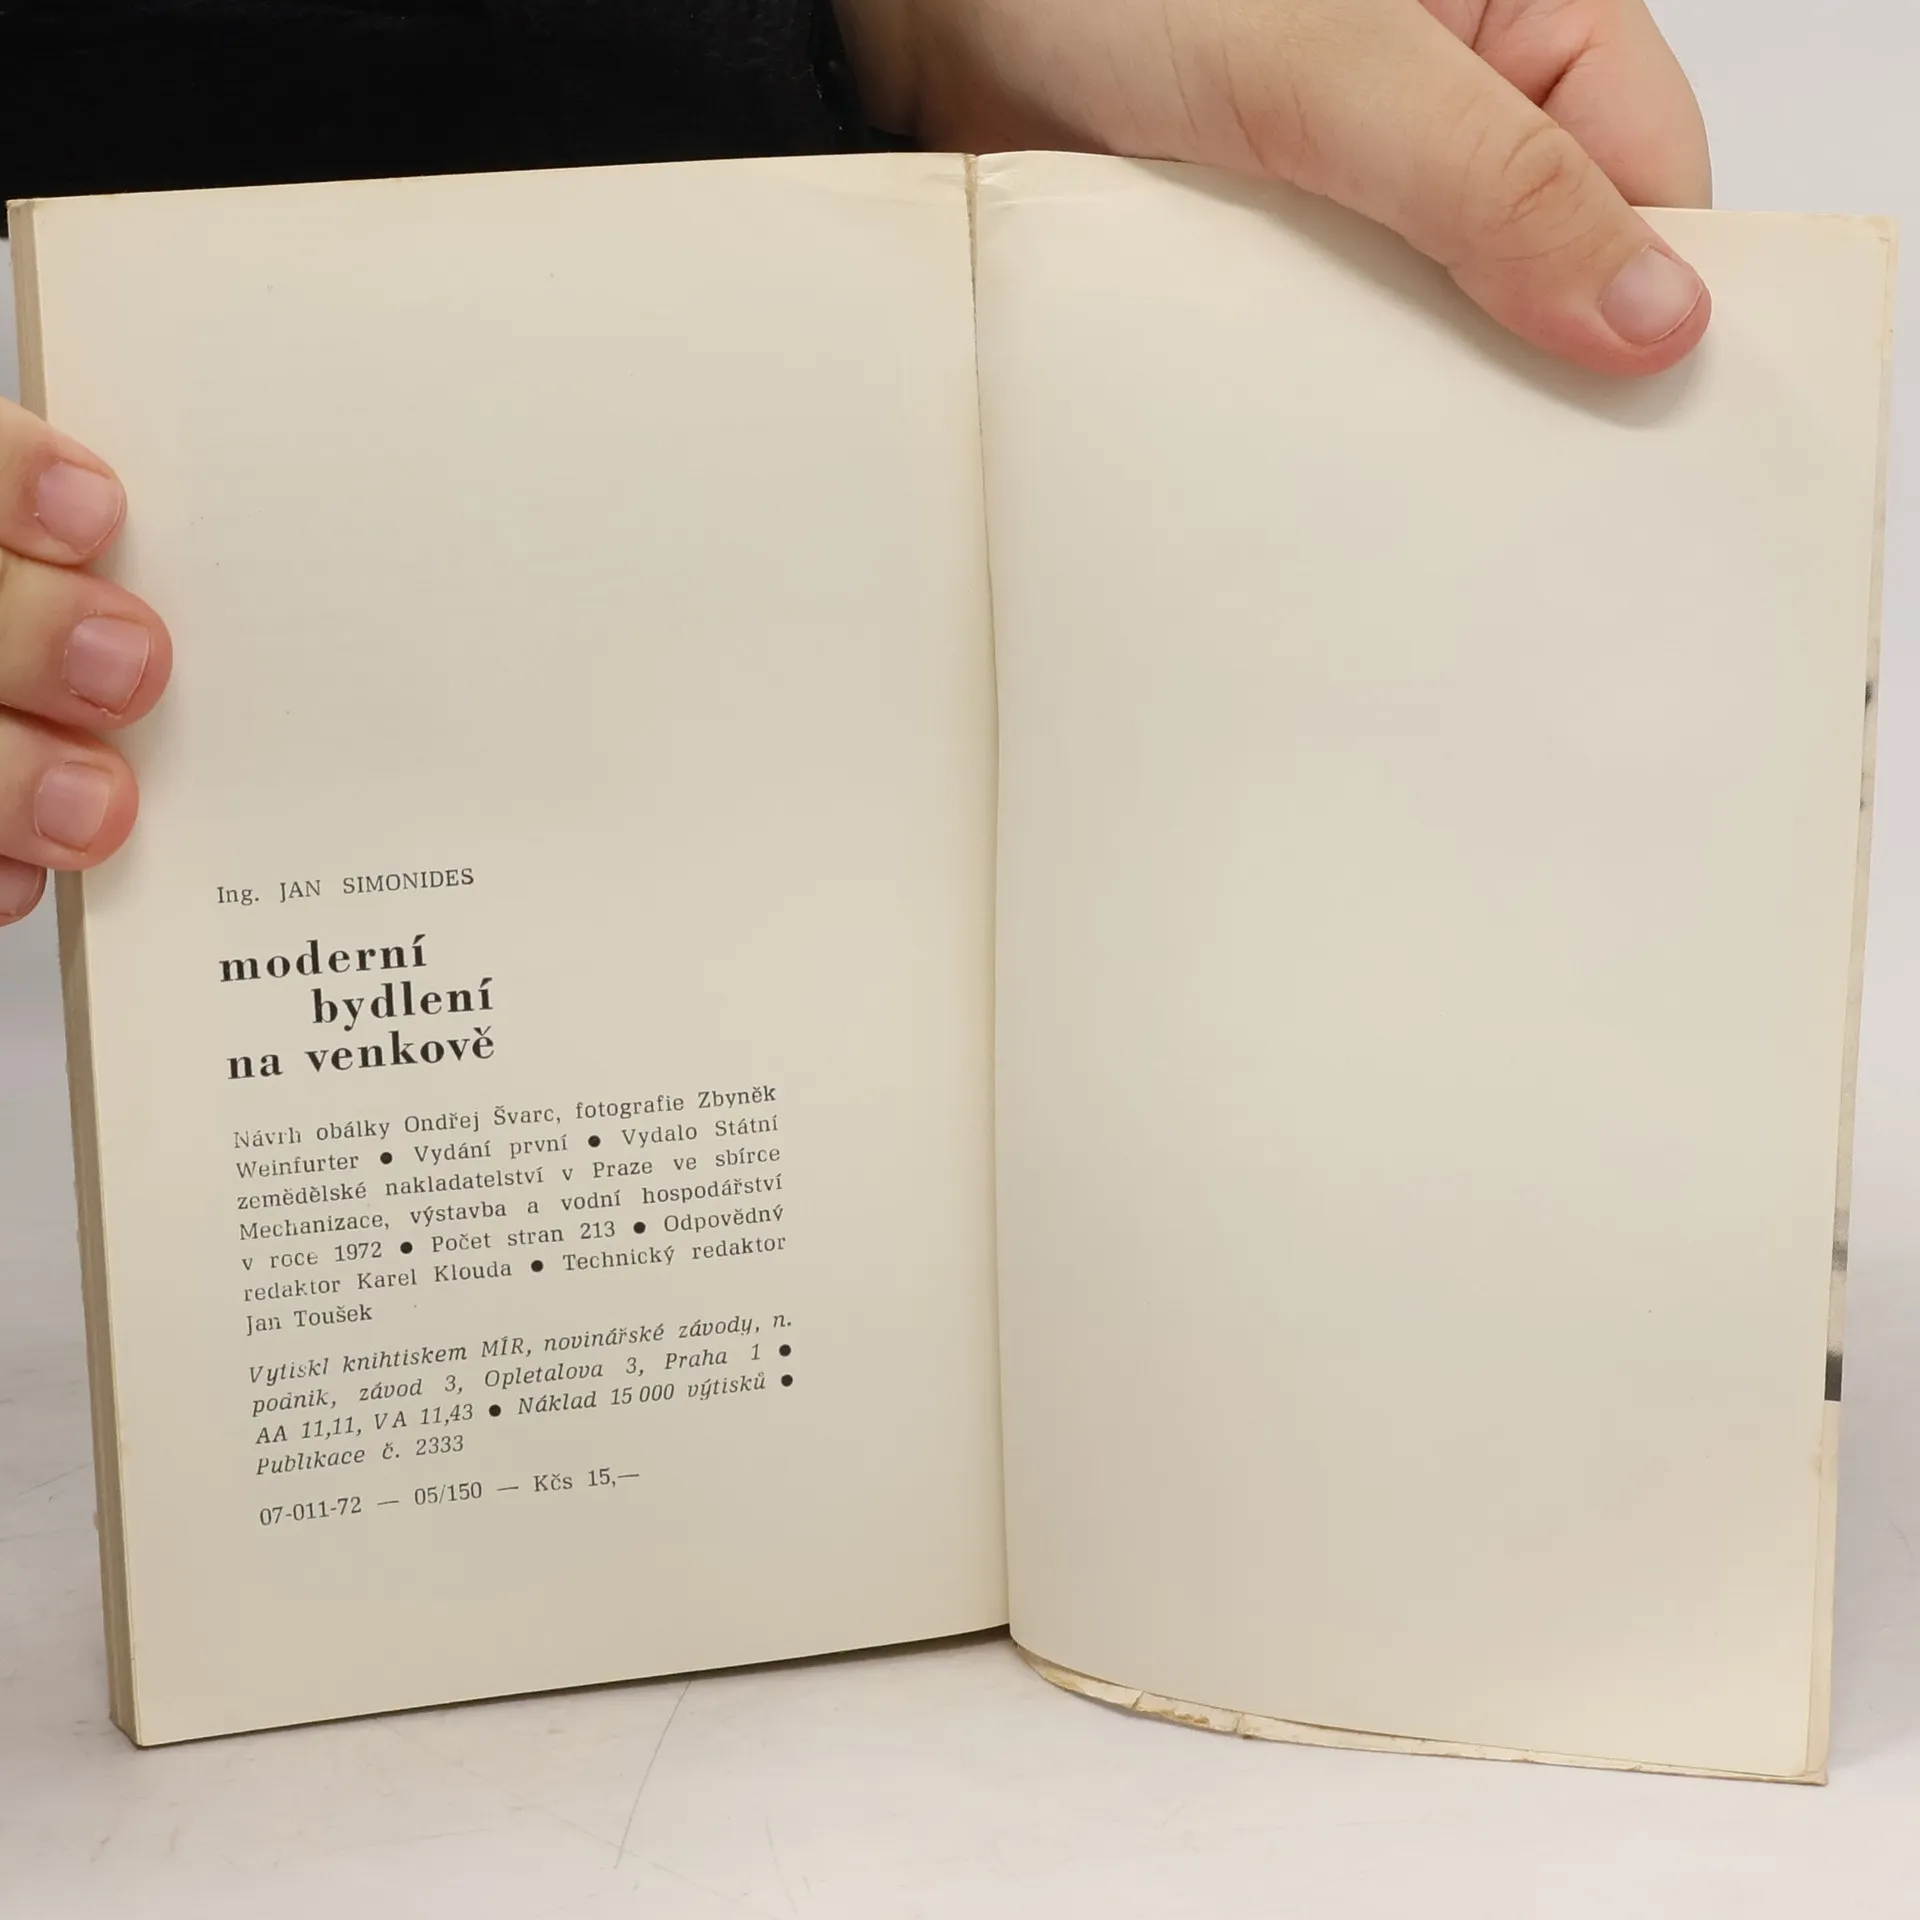 Ing. JAN SIMONIDES
moderní
bydlení
na venkově
Návrh obálky Ondřej Švarc, fotografie Zbyněk
Weinfurter ● Vydání první ● Vydalo Státní
zemědělské nakladatelství v Praze ve sbírce
Mechanizace, výstavba a vodní hospodářství
v roce 1972 ● Počet stran 213 ● Odpovědný
redaktor Karel Klouda ● Technický redaktor
Jan Toušek
Vytiskl knihtiskem MÍR, novinářské závody, n.
podnik, závod 3, Opletalova 3, Praha 1 ●
AA 11,11, VA 11,43 ● Náklad 15 000 výtisků ●
Publikace č. 2333
07-011-72 — 05/150 — Kčs 15,—